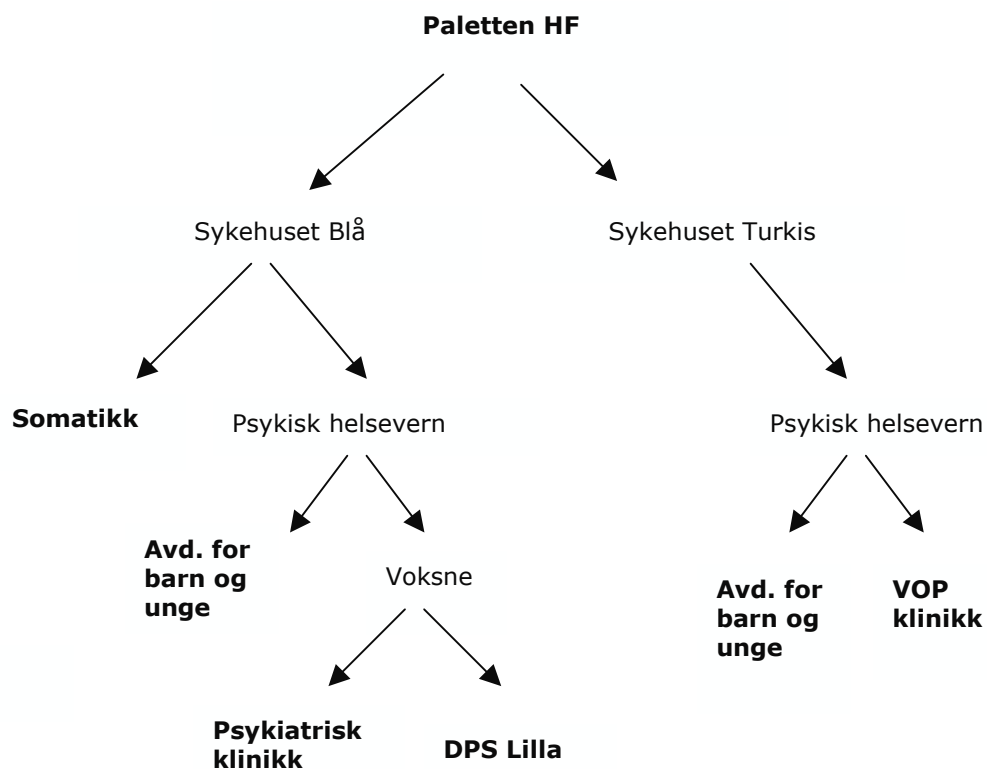 Paletten HF
Sykehuset Blå
Sykehuset Turkis
Somatikk
Psykisk helsevern
Psykisk helsevern
Avd. for
barn og
unge
Voksne
Avd. for
barn og
unge
VOP
klinikk
Psykiatrisk
klinikk
DPS Lilla